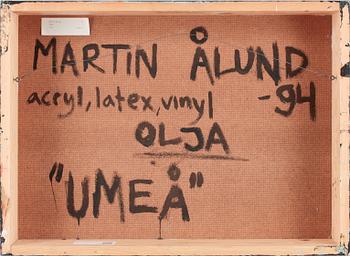 MARTIN ÅLUND
acryl, latex, vinyl -94
OLJA
"UMEÅ"